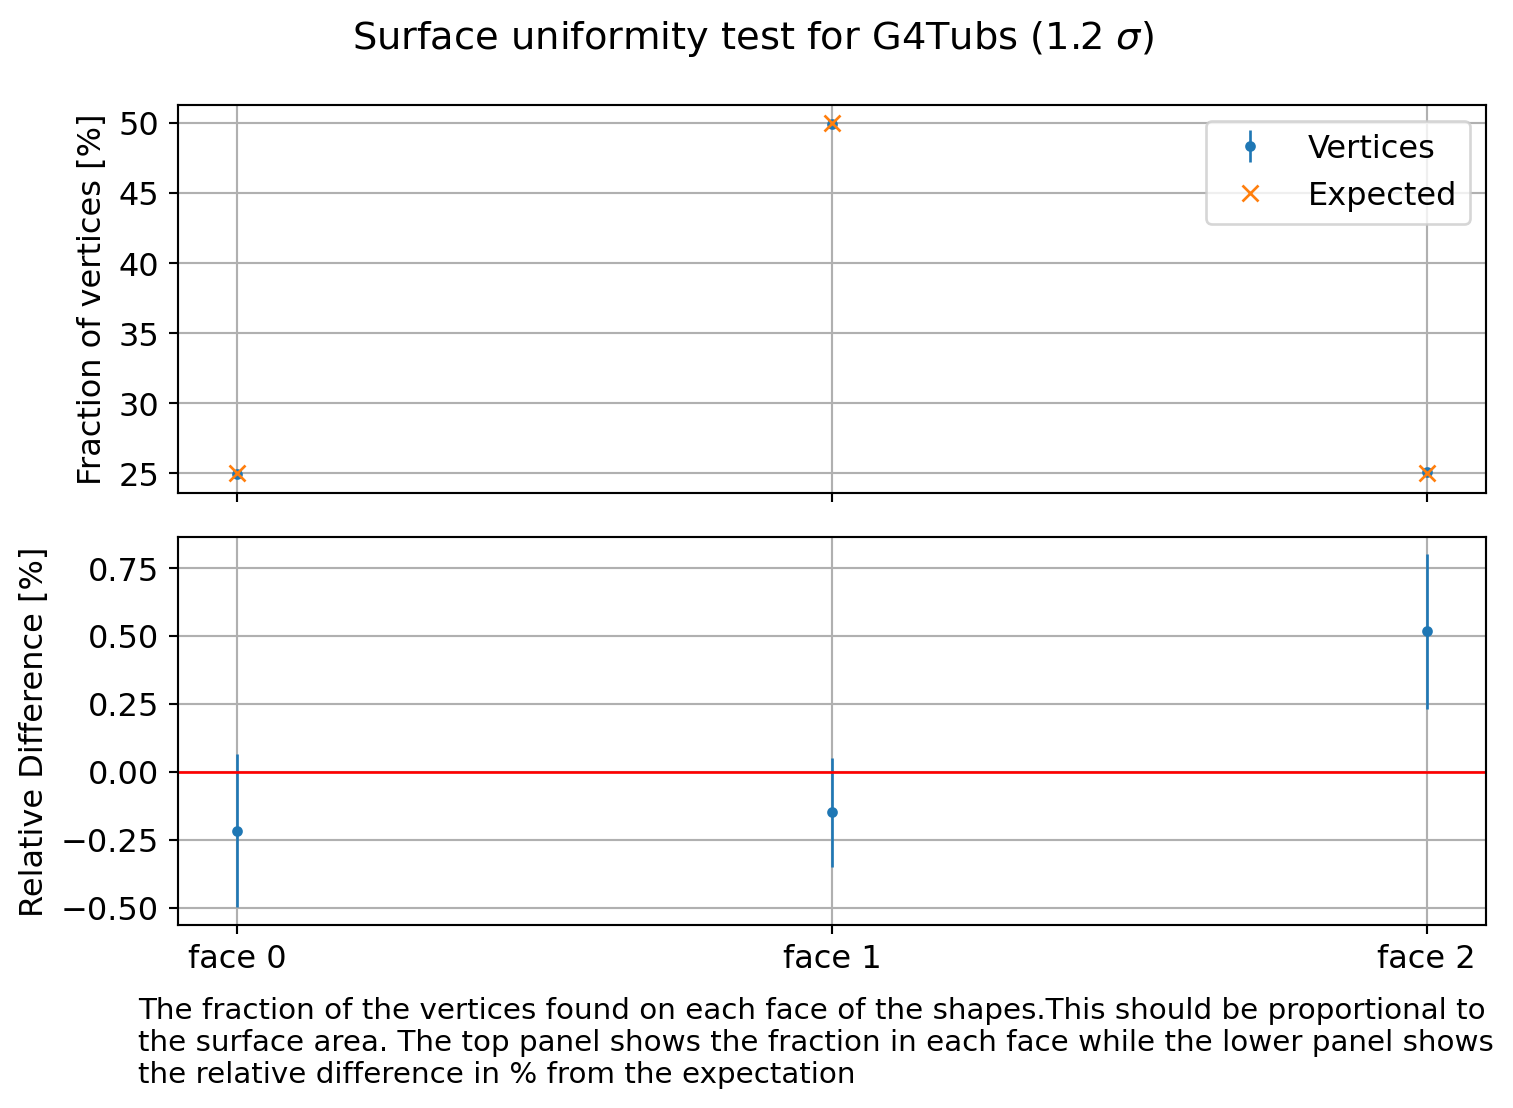 Surface uniformity test for G4Tubs (1.2 σ)
Fraction of vertices [%]
50
45
40
35
30
25
Vertices
Expected
Relative Difference [%]
0.75
0.50
0.25
0.00
−0.25
−0.50
face 0
face 1
face 2
The fraction of the vertices found on each face of the shapes.This should be proportional to
the surface area. The top panel shows the fraction in each face while the lower panel shows
the relative difference in % from the expectation